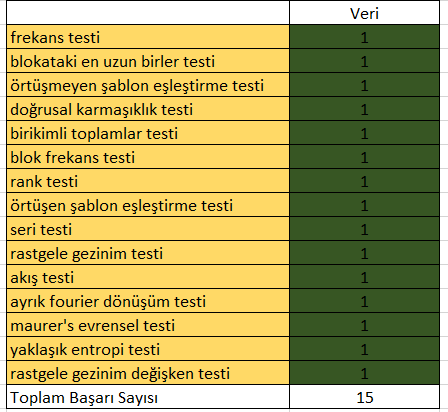 Veri
frekans testi 1
blokataki en uzun birler testi 1
örtüşmeyen şablon eşleştirme testi 1
doğrusal karmaşıklık testi 1
birikimli toplamlar testi 1
blok frekans testi 1
rank testi 1
örtüşen şablon eşleştirme testi 1
seri testi 1
rastgele gezinim testi 1
akış testi 1
ayrık fourier dönüşüm testi 1
maurer's evrensel testi 1
yaklaşık entropi testi 1
rastgele gezinim değişken testi 1
Toplam Başarı Sayısı 15